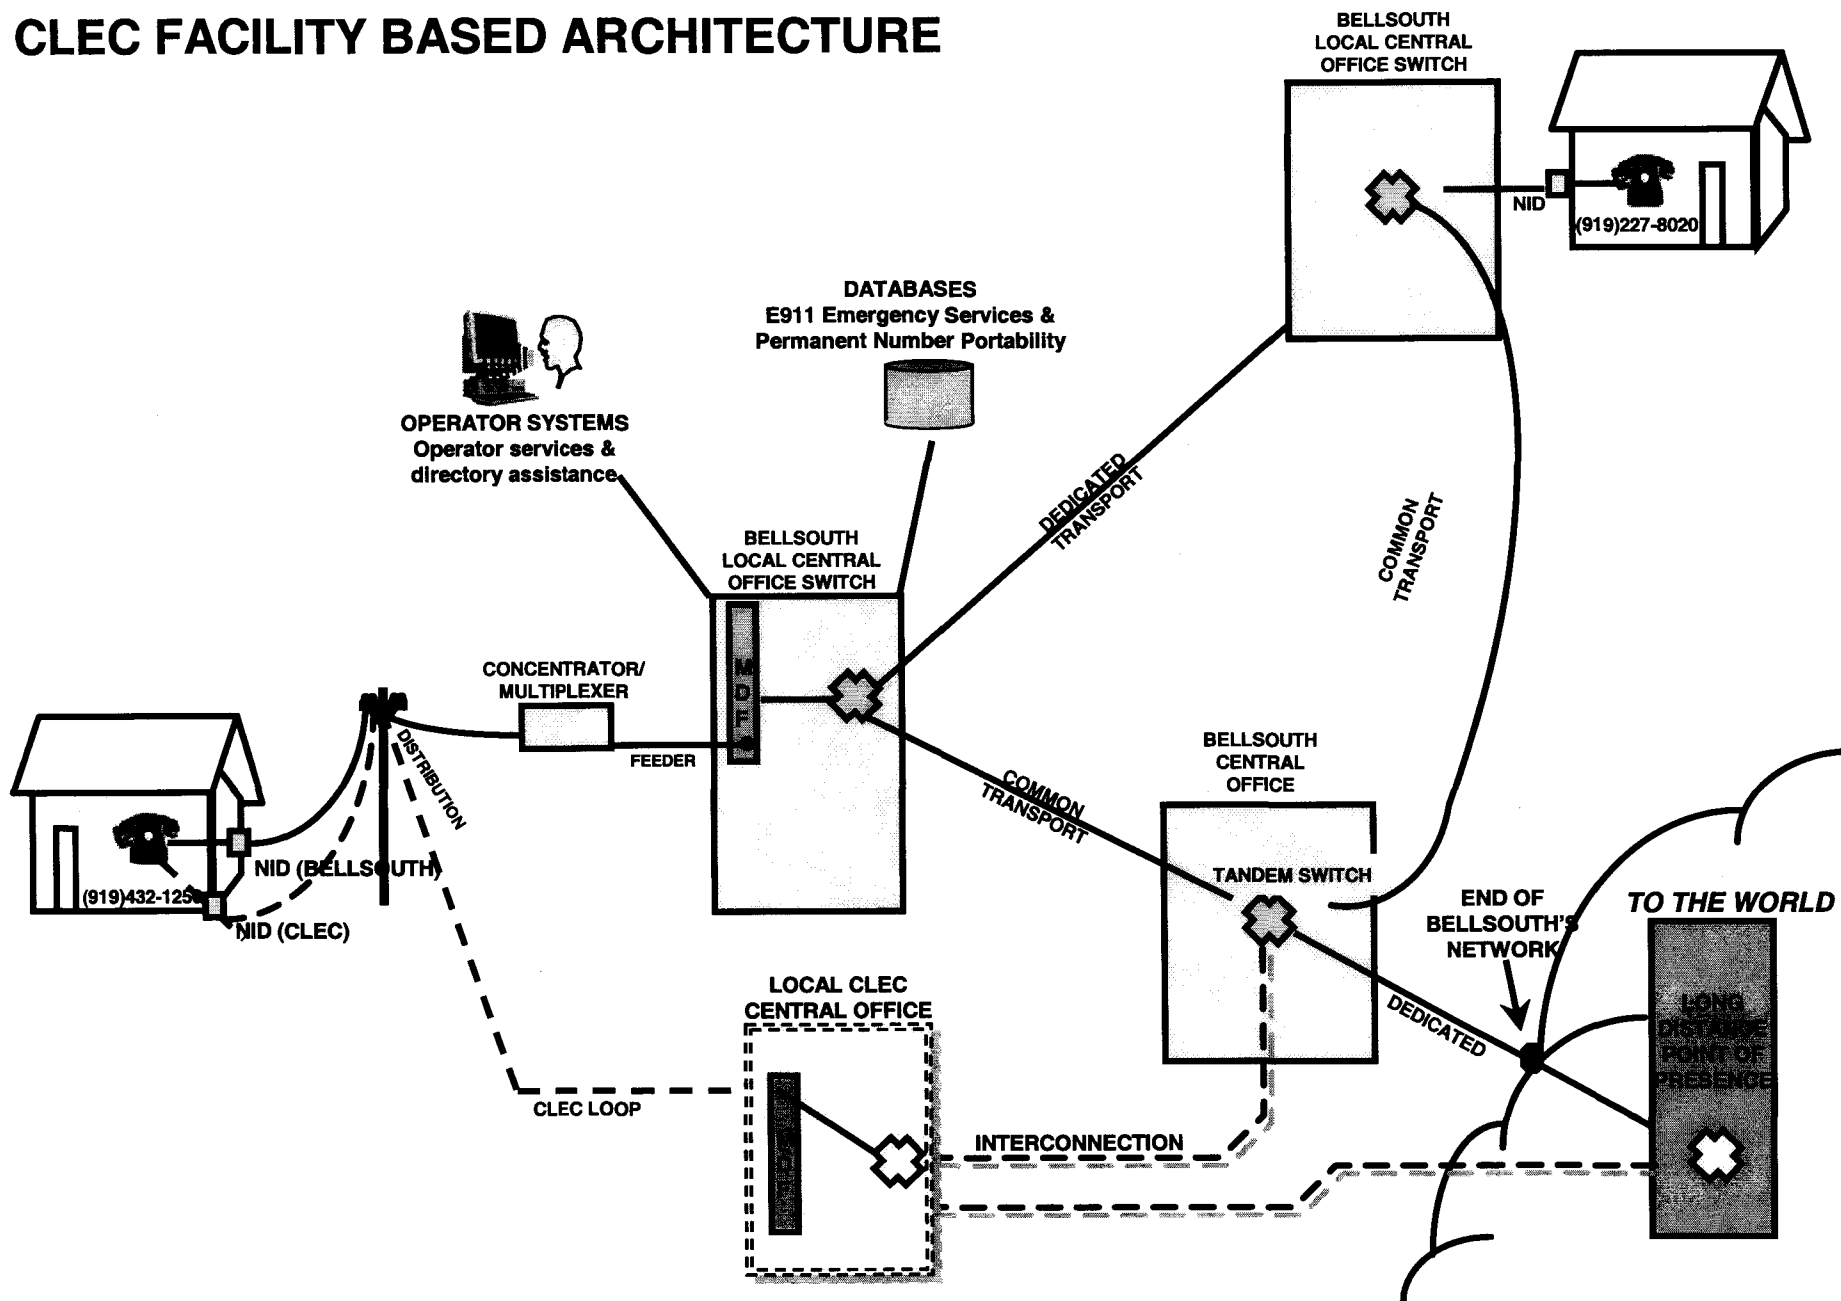 CLEC FACILITY BASED ARCHITECTURE
BELLSOUTH
LOCAL CENTRAL
OFFICE SWITCH
NID
(919)227-8020
DATABASES
E911 Emergency Services &
Permanent Number Portability
OPERATOR SYSTEMS
Operator services &
directory assistance
DEDICATED
TRANSPORT
COMMON
TRANSPORT
BELLSOUTH
LOCAL CENTRAL
OFFICE SWITCH
MDF
CONCENTRATOR/
MULTIPLEXER
FEEDER
DISTRIBUTION
COMMON
TRANSPORT
BELLSOUTH
CENTRAL
OFFICE
TANDEM SWITCH
NID (BELLSOUTH)
NID (CLEC)
END OF
BELLSOUTH'S
NETWORK
TO THE WORLD
LONG
DISTANCE
POINT OF
PRESENCE
DEDICATED
LOCAL CLEC
CENTRAL OFFICE
CLEC LOOP
INTERCONNECTION